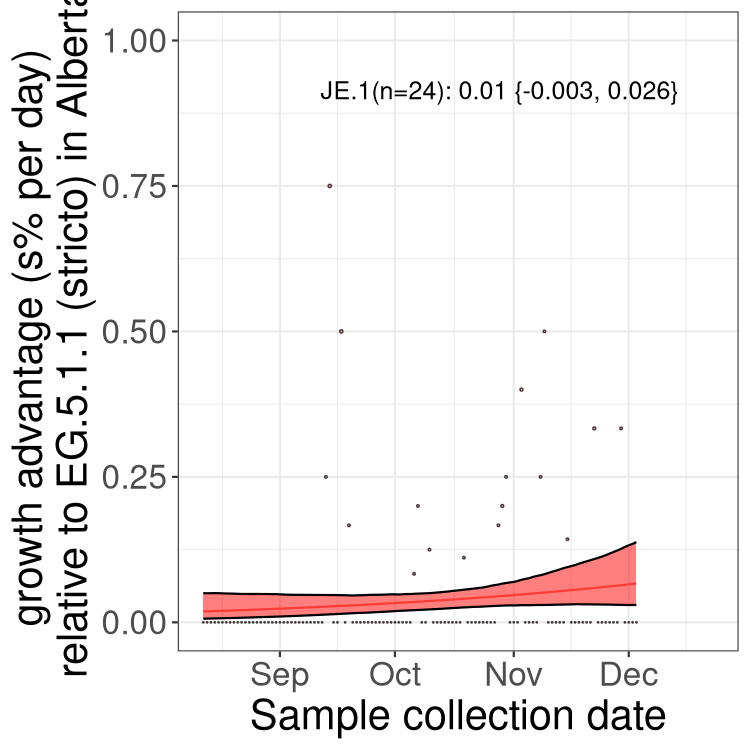 growth advantage (s% per day)
relative to EG.5.1.1 (stricto) in Alberta
1.00
0.75
0.50
0.25
0.00
JE.1(n=24): 0.01 {-0.003, 0.026}
Sep Oct Nov Dec
Sample collection date